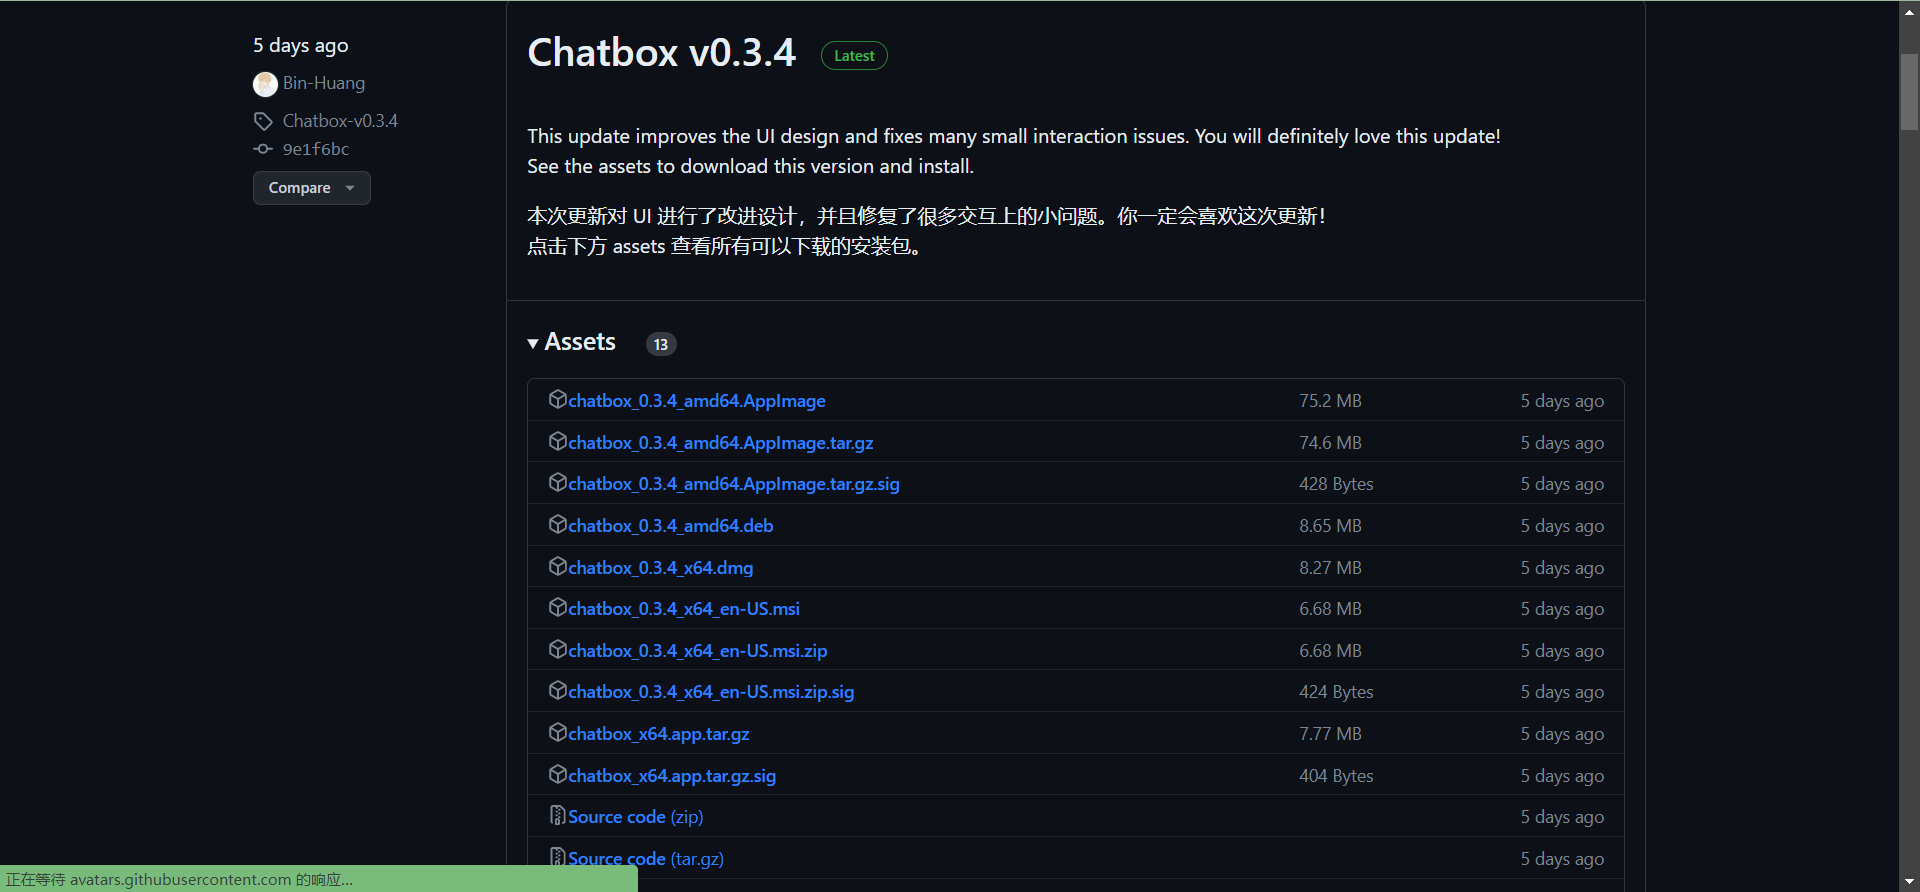 5 days ago
Bin-Huang
Chatbox-v0.3.4
9e1f6bc
Compare
Chatbox v0.3.4 Latest
This update improves the UI design and fixes many small interaction issues. You will definitely love this update!
See the assets to download this version and install.
本次更新对 UI 进行了改进设计，并且修复了很多交互上的小问题。你一定会喜欢这次更新！
点击下方 assets 查看所有可以下载的安装包。
Assets 13
chatbox_0.3.4_amd64.AppImage 75.2 MB 5 days ago
chatbox_0.3.4_amd64.AppImage.tar.gz 74.6 MB 5 days ago
chatbox_0.3.4_amd64.AppImage.tar.gz.sig 428 Bytes 5 days ago
chatbox_0.3.4_amd64.deb 8.65 MB 5 days ago
chatbox_0.3.4_x64.dmg 8.27 MB 5 days ago
chatbox_0.3.4_x64_en-US.msi 6.68 MB 5 days ago
chatbox_0.3.4_x64_en-US.msi.zip 6.68 MB 5 days ago
chatbox_0.3.4_x64_en-US.msi.zip.sig 424 Bytes 5 days ago
chatbox_x64.app.tar.gz 7.77 MB 5 days ago
chatbox_x64.app.tar.gz.sig 404 Bytes 5 days ago
Source code (zip) 5 days ago
Source code (tar.gz) 5 days ago
正在等待 avatars.githubusercontent.com 的响应...